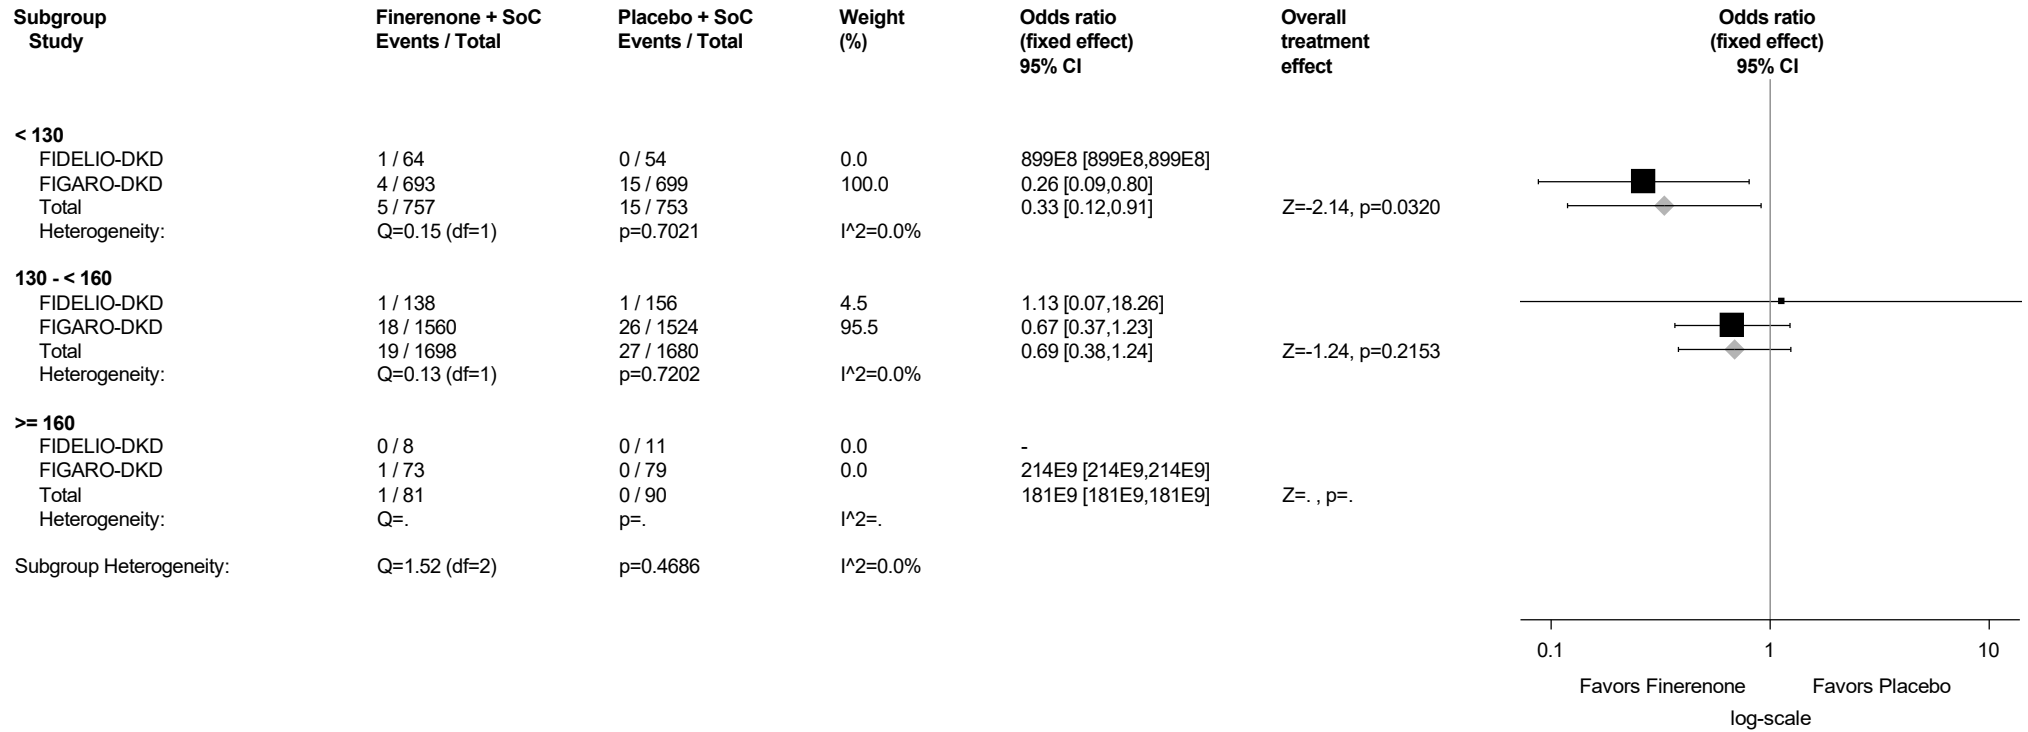 Subgroup Finerenone + SoC Placebo + SoC Weight Odds ratio Overall Odds ratio
Study Events / Total Events / Total (%) (fixed effect) treatment (fixed effect)
95% CI effect 95% CI
< 130
FIDELIO-DKD 1 / 64 0 / 54 0.0 899E8 [899E8,899E8]
FIGARO-DKD 4 / 693 15 / 699 100.0 0.26 [0.09,0.80]
Total 5 / 757 15 / 753 0.33 [0.12,0.91] Z=-2.14, p=0.0320
Heterogeneity: Q=0.15 (df=1) p=0.7021 I^2=0.0%
130 - < 160
FIDELIO-DKD 1 / 138 1 / 156 4.5 1.13 [0.07,18.26]
FIGARO-DKD 18 / 1560 26 / 1524 95.5 0.67 [0.37,1.23]
Total 19 / 1698 27 / 1680 0.69 [0.38,1.24] Z=-1.24, p=0.2153
Heterogeneity: Q=0.13 (df=1) p=0.7202 I^2=0.0%
>= 160
FIDELIO-DKD 0 / 8 0 / 11 0.0 -
FIGARO-DKD 1 / 73 0 / 79 0.0 214E9 [214E9,214E9]
Total 1 / 81 0 / 90 181E9 [181E9,181E9] Z=. , p=.
Heterogeneity: Q=. p=. I^2=.
Subgroup Heterogeneity: Q=1.52 (df=2) p=0.4686 I^2=0.0%
0.1 1 10
Favors Finerenone Favors Placebo
log-scale